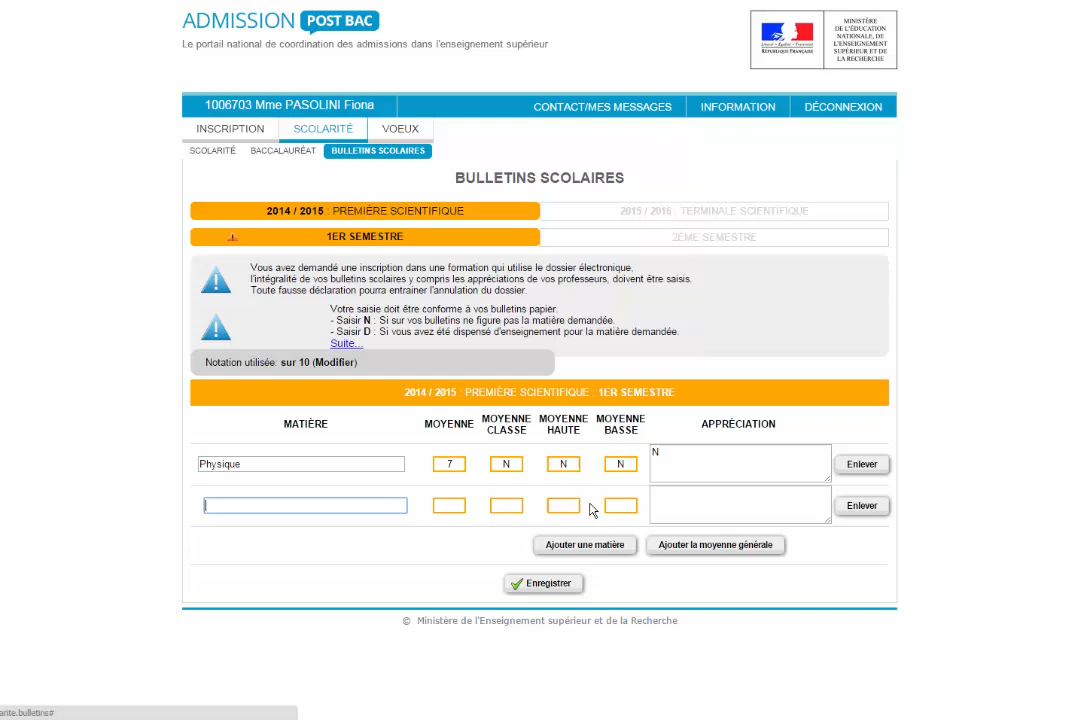 ADMISSION POST BAC
Le portail national de coordination des admissions dans l'enseignement supérieur
Liberté • Égalité • Fraternité
RÉPUBLIQUE FRANÇAISE
MINISTÈRE
DE L'ÉDUCATION
NATIONALE, DE
L'ENSEIGNEMENT
SUPÉRIEUR ET DE
LA RECHERCHE
1006703 Mme PASOLINI Fiona
CONTACT/MES MESSAGES
INFORMATION
DÉCONNEXION
INSCRIPTION
SCOLARITÉ
VOEUX
SCOLARITÉ
BACCALAURÉAT
BULLETINS SCOLAIRES
BULLETINS SCOLAIRES
2014 / 2015 : PREMIÈRE SCIENTIFIQUE
2015 / 2016 : TERMINALE SCIENTIFIQUE
1ER SEMESTRE
2ÈME SEMESTRE
Vous avez demandé une inscription dans une formation qui utilise le dossier électronique,
l'intégralité de vos bulletins scolaires y compris les appréciations de vos professeurs, doivent être saisis.
Toute fausse déclaration pourra entrainer l'annulation du dossier.
Votre saisie doit être conforme à vos bulletins papier.
- Saisir N : Si sur vos bulletins ne figure pas la matière demandée.
- Saisir D : Si vous avez été dispensé d'enseignement pour la matière demandée.
Suite...
Notation utilisée: sur 10 (Modifier)
2014 / 2015 : PREMIÈRE SCIENTIFIQUE : 1ER SEMESTRE
MATIÈRE
MOYENNE
MOYENNE CLASSE
MOYENNE HAUTE
MOYENNE BASSE
APPRÉCIATION
Physique
7
N
N
N
N
Enlever
Enlever
Ajouter une matière
Ajouter la moyenne générale
Enregistrer
© Ministère de l'Enseignement supérieur et de la Recherche
arite.bulletins#